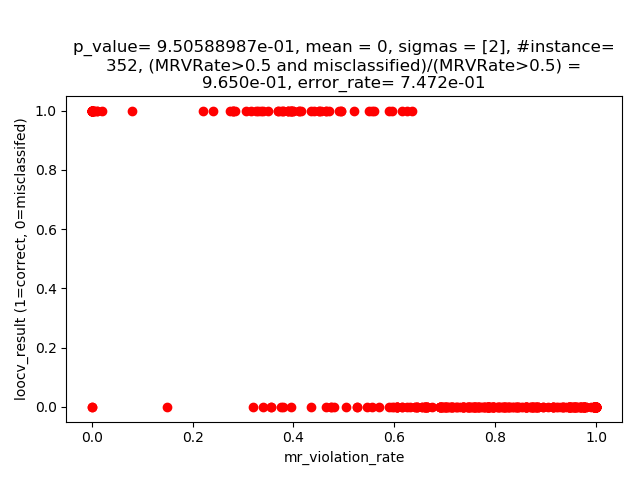 p_value= 9.50588987e-01, mean = 0, sigmas = [2], #instance=
352, (MRVRate>0.5 and misclassified)/(MRVRate>0.5) =
9.650e-01, error_rate= 7.472e-01
loocv_result (1=correct, 0=misclassifed)
1.0
0.8
0.6
0.4
0.2
0.0
0.0 0.2 0.4 0.6 0.8 1.0
mr_violation_rate